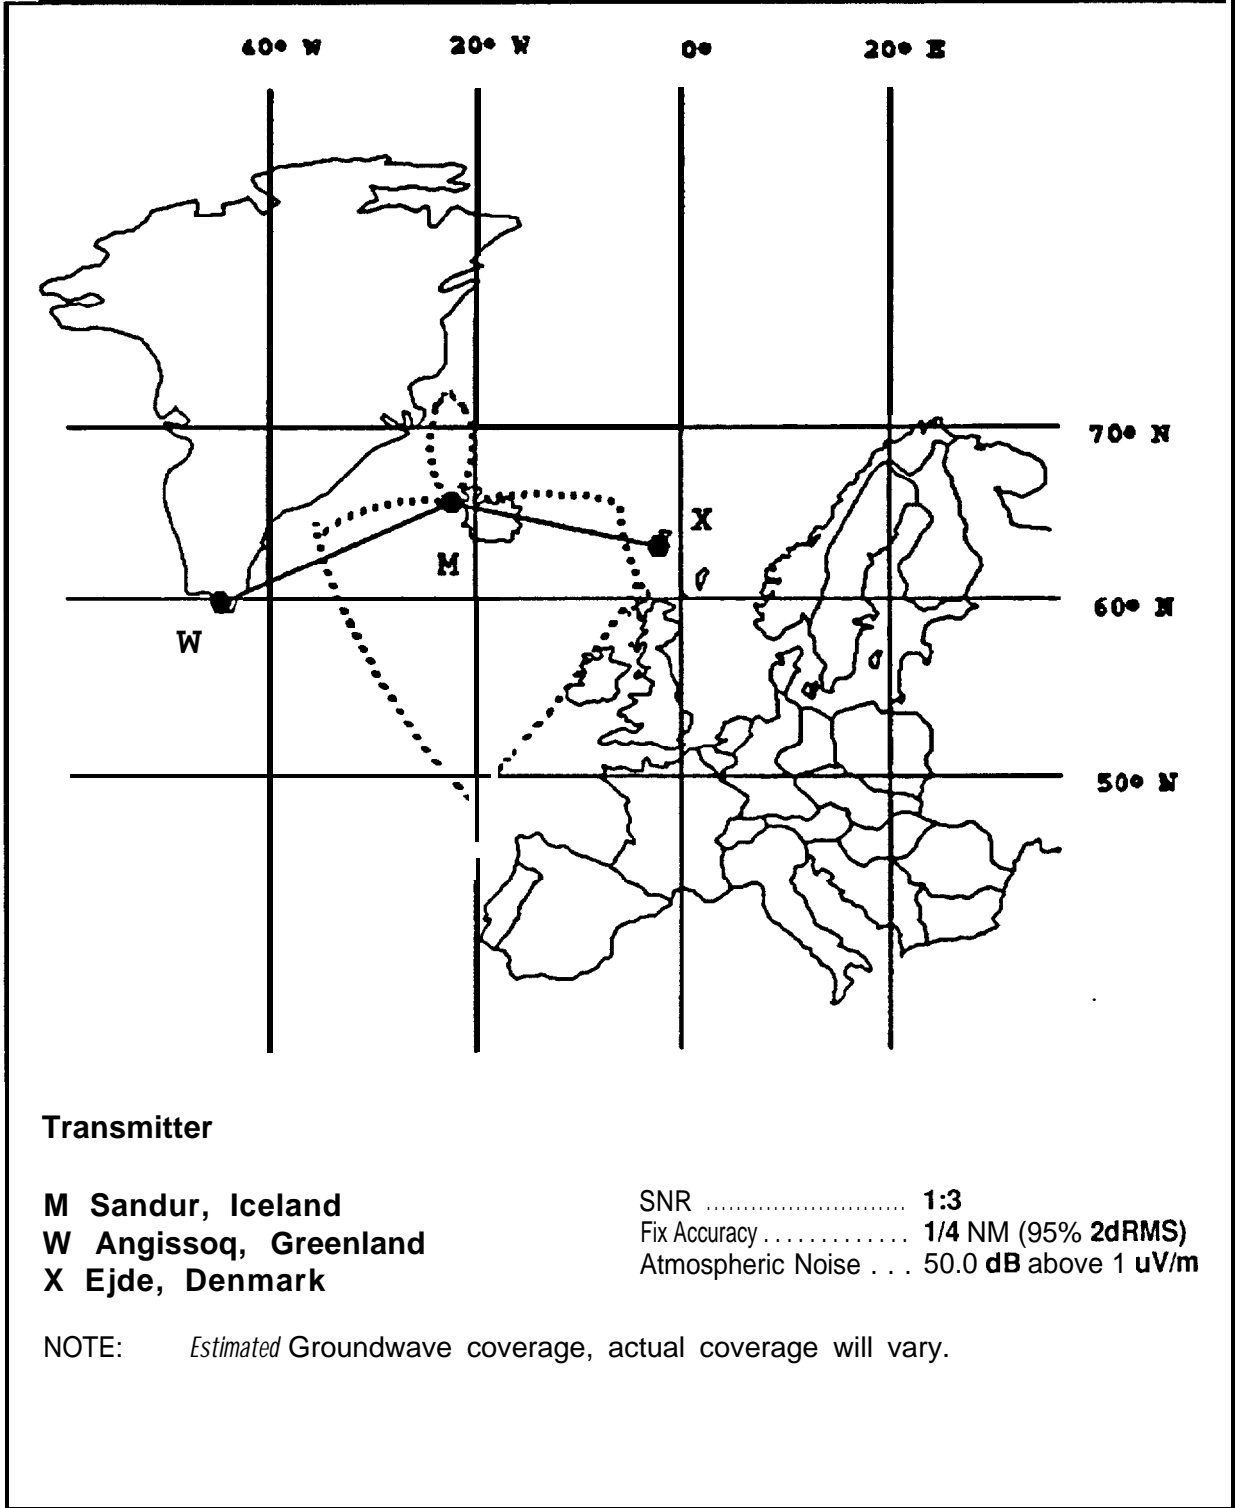 40° W 20° W 0° 20° E
70° N
X
M
60° N
W
50° N
Transmitter
M Sandur, Iceland
W Angissoq, Greenland
X Ejde, Denmark
SNR ........................... 1:3
Fix Accuracy ............. 1/4 NM (95% 2dRMS)
Atmospheric Noise . . . 50.0 dB above 1 uV/m
NOTE: Estimated Groundwave coverage, actual coverage will vary.